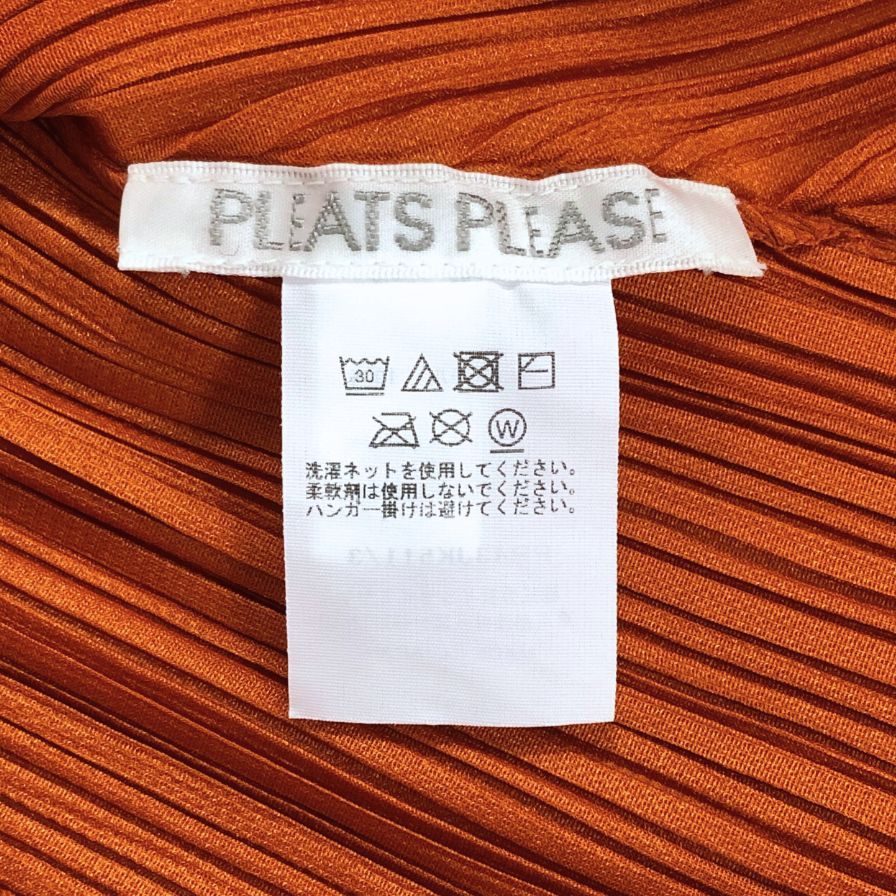 PLEATS PLEASE
30
W
洗濯ネットを使用してください。
柔軟剤は使用しないでください。
ハンガー掛けは避けてください。